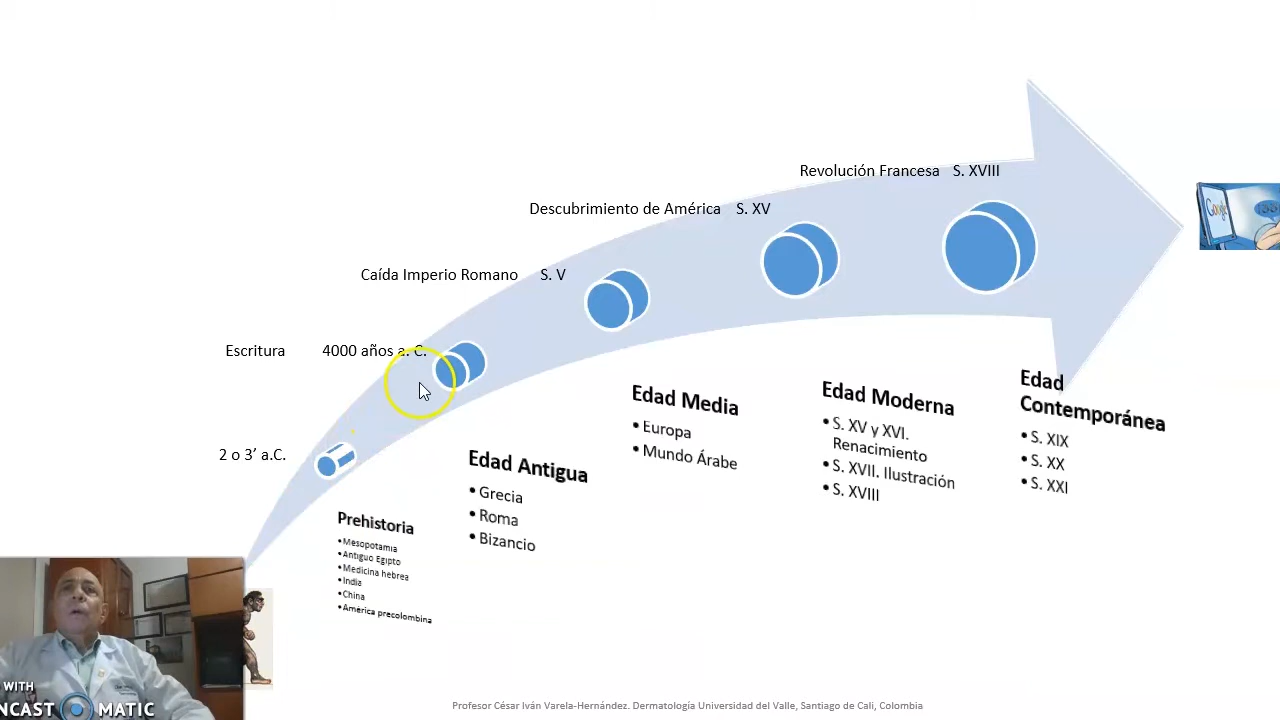 Revolución Francesa S. XVIII
Descubrimiento de América S. XV
Caída Imperio Romano S. V
Escritura 4000 años a. C.
2 o 3’ a.C.
Prehistoria
•Mesopotamia
•Antiguo Egipto
•Medicina hebrea
•India
•China
•América precolombina
Edad Antigua
•Grecia
•Roma
•Bizancio
Edad Media
•Europa
•Mundo Árabe
Edad Moderna
•S. XV y XVI.
Renacimiento
•S. XVII. Ilustración
•S. XVIII
Edad
Contemporánea
•S. XIX
•S. XX
•S. XXI
Google
WITH
NCAST MATIC
Profesor César Iván Varela-Hernández. Dermatología Universidad del Valle, Santiago de Cali, Colombia